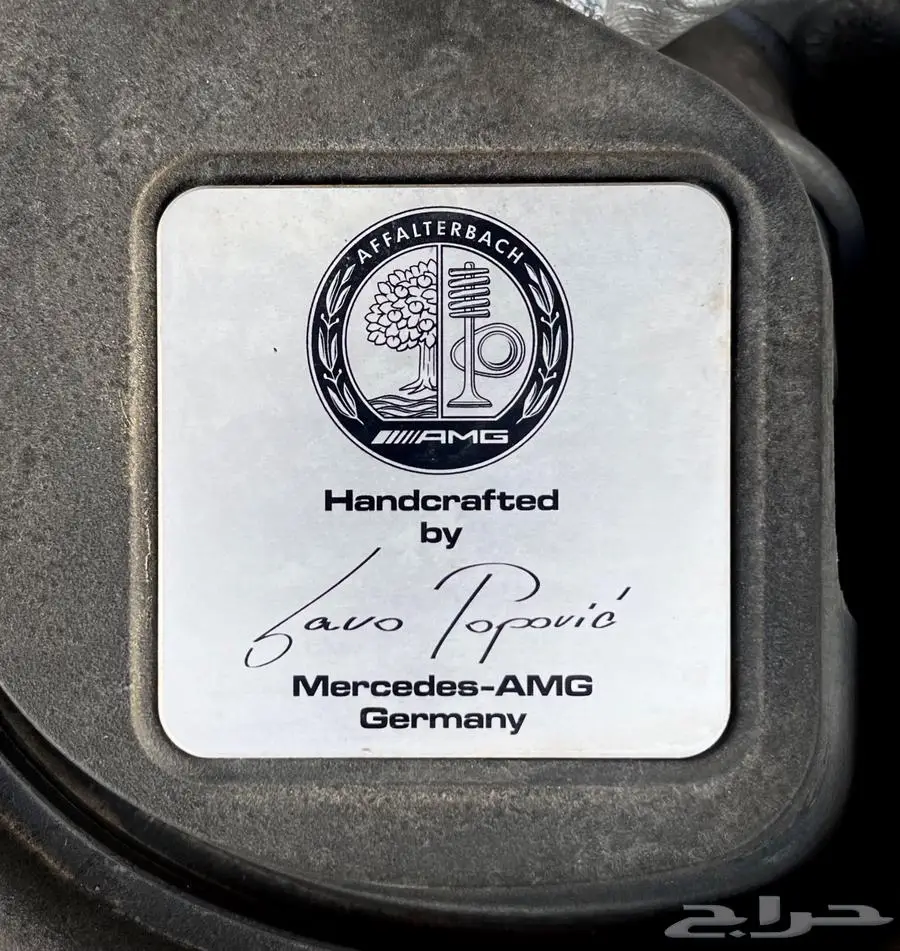 AFFALTERBACH
AMG
Handcrafted
by
Savo Popović
Mercedes-AMG
Germany
حراج